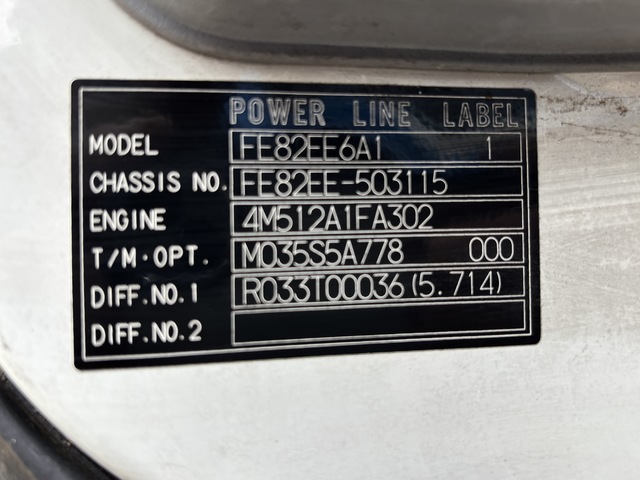 POWER LINE LABEL
MODEL FE82EE6A1 1
CHASSIS NO. FE82EE-503115
ENGINE 4M512A1FA302
T/M·OPT. M035S5A778 000
DIFF.NO.1 R033T00036(5.714)
DIFF.NO.2